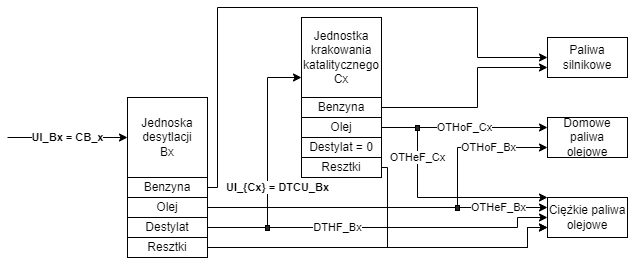 Jednostka
krakowania
katalitycznego
Cx
Benzyna
Olej
Destylat = 0
Resztki
Paliwa
silnikowe
Jednoska
desytlacji
Bx
UI_Bx = CB_x
Benzyna
Olej
Destylat
Resztki
UI_{Cx} = DTCU_Bx
OTHoF_Cx
OTHoF_Bx
OTHeF_Cx
OTHeF_Bx
DTHF_Bx
Domowe
paliwa
olejowe
Ciężkie paliwa
olejowe